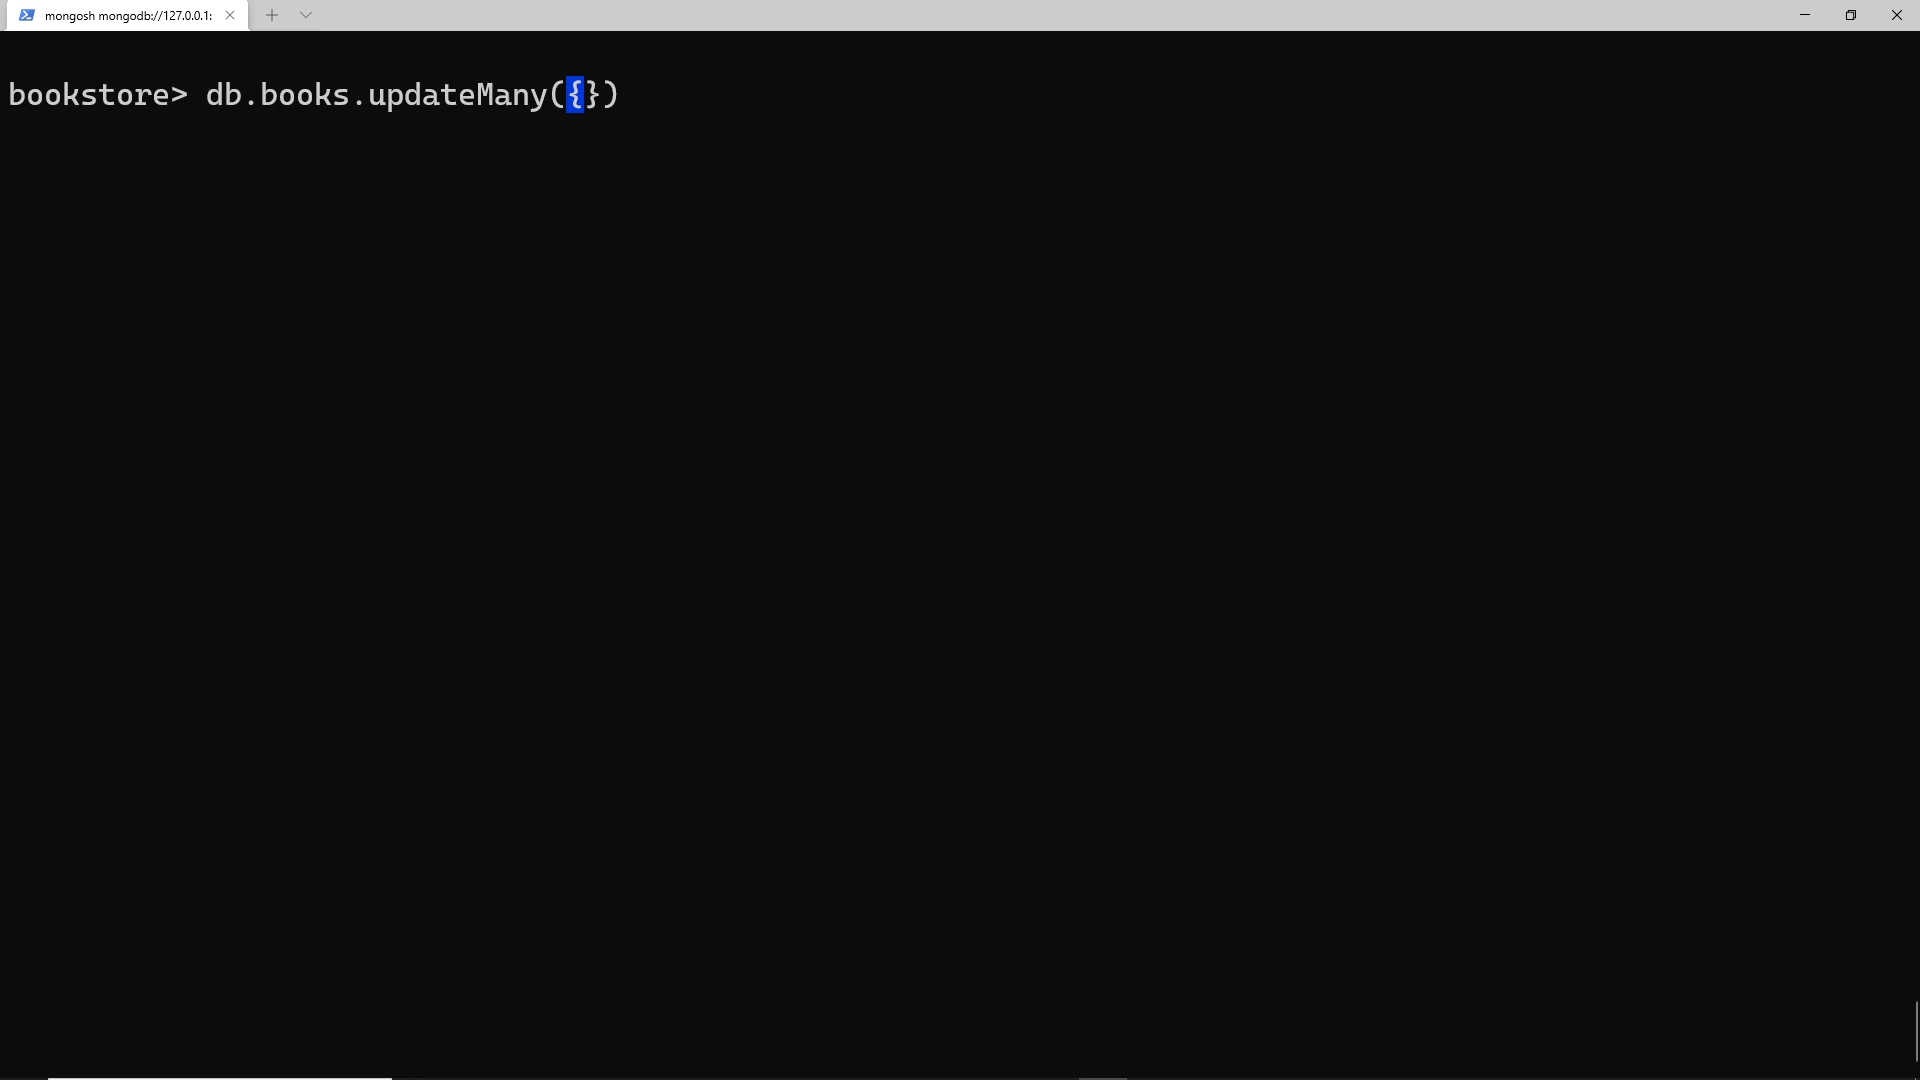 mongosh mongodb://127.0.0.1:
bookstore> db.books.updateMany({})